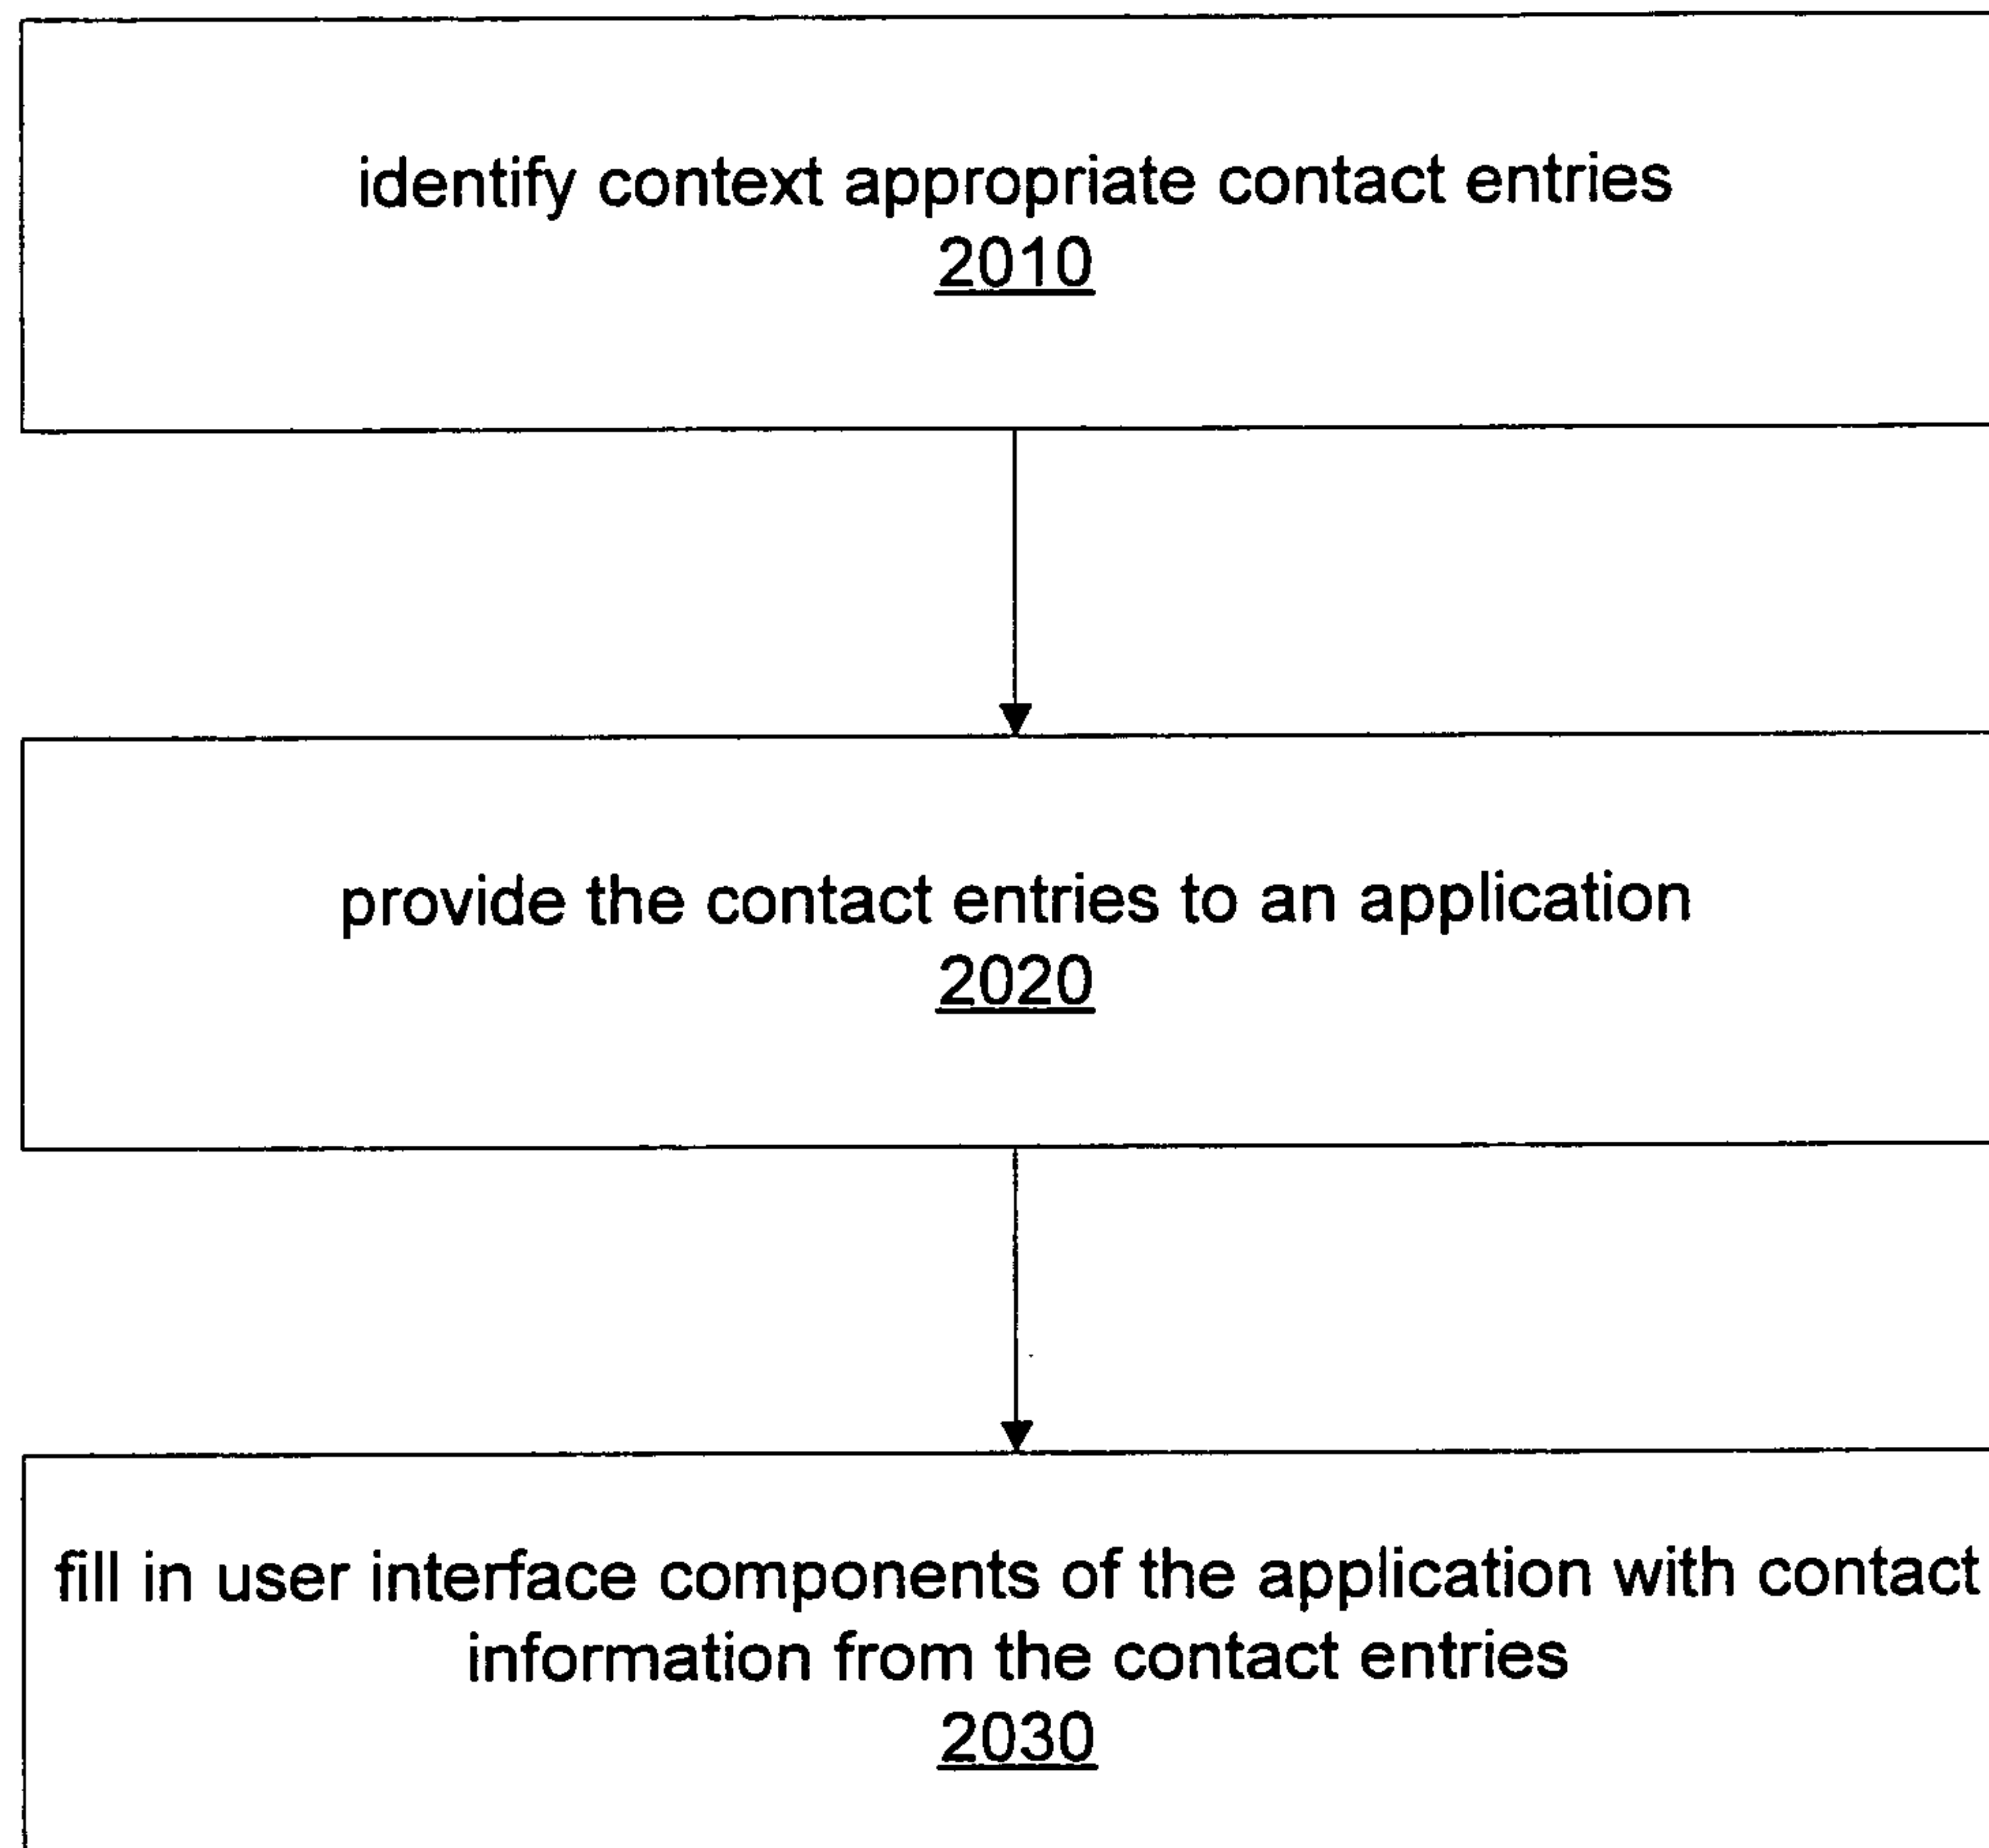 identify context appropriate contact entries
2010
provide the contact entries to an application
2020
fill in user interface components of the application with contact
information from the contact entries
2030